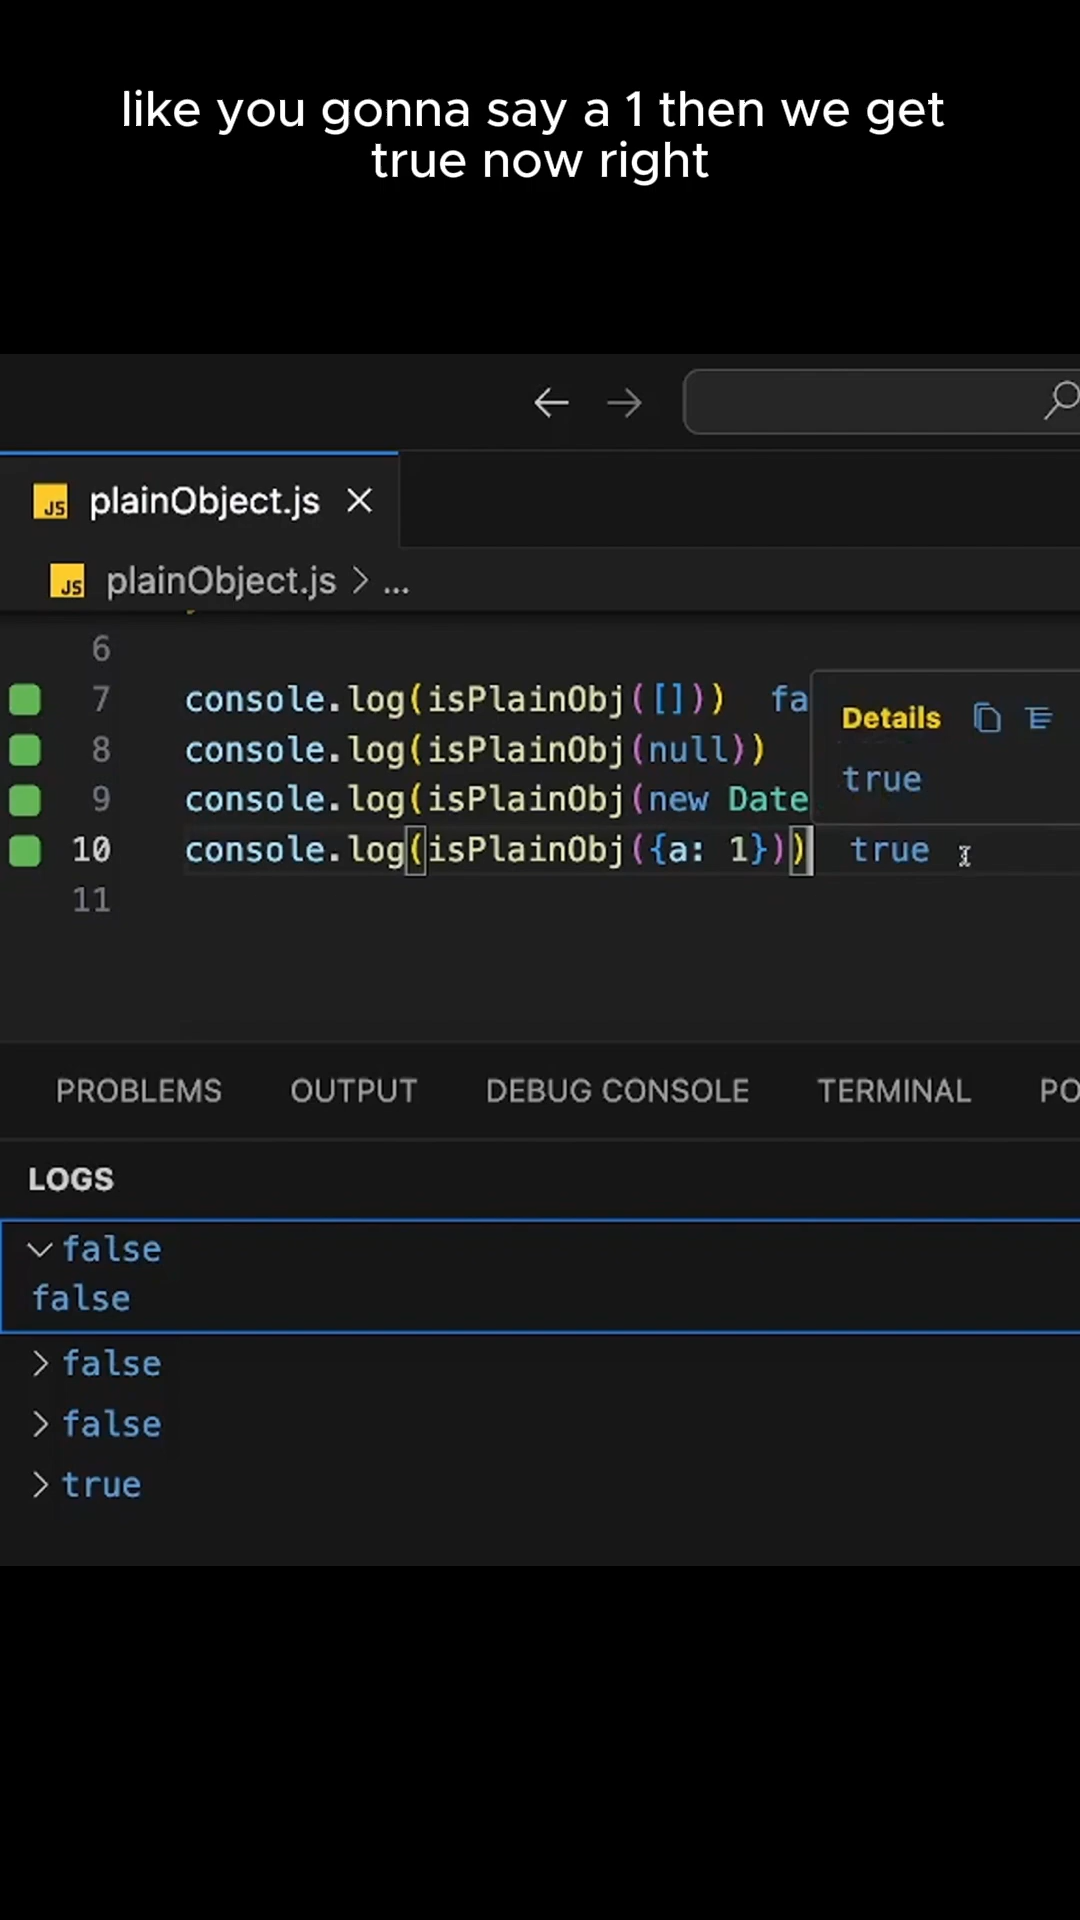 like you gonna say a 1 then we get
true now right
JS plainObject.js
JS plainObject.js > ...
6
7 console.log(isPlainObj([])) fa
8 console.log(isPlainObj(null))
9 console.log(isPlainObj(new Date
10 console.log(isPlainObj({a: 1})) true
11
Details
true
PROBLEMS OUTPUT DEBUG CONSOLE TERMINAL PO
LOGS
false
false
false
false
true